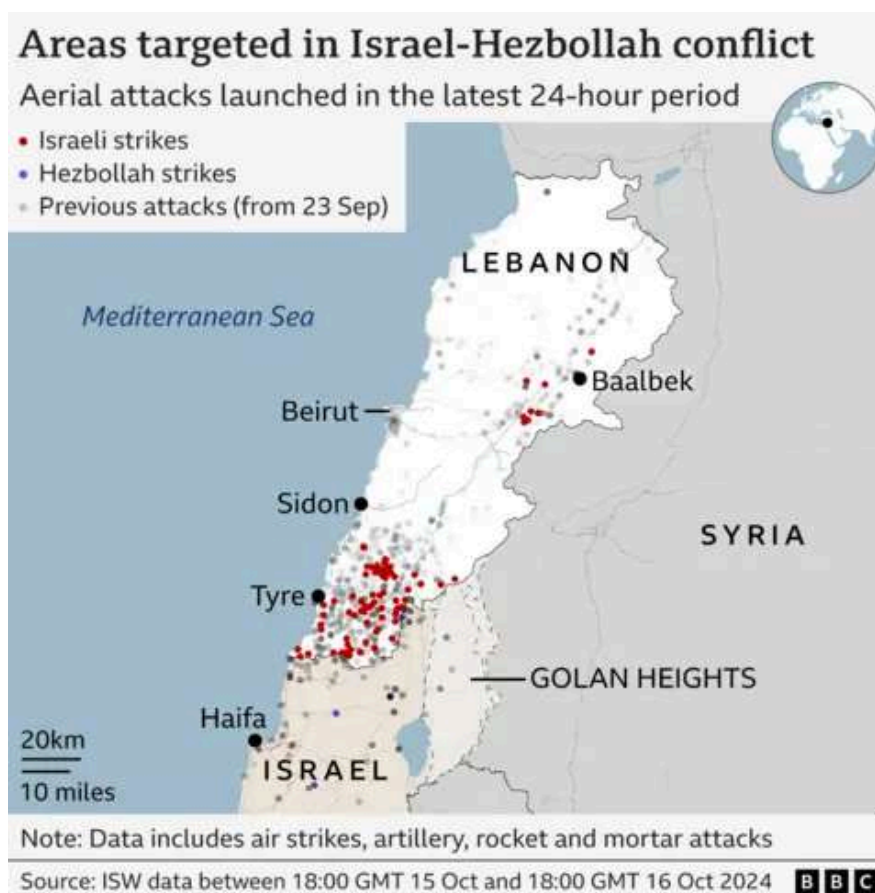 Areas targeted in Israel-Hezbollah conflict
Aerial attacks launched in the latest 24-hour period
Israeli strikes
Hezbollah strikes
Previous attacks (from 23 Sep)
LEBANON
Mediterranean Sea
Baalbek
Beirut
Sidon
SYRIA
Tyre
GOLAN HEIGHTS
Haifa
20km
ISRAEL
10 miles
Note: Data includes air strikes, artillery, rocket and mortar attacks
Source: ISW data between 18:00 GMT 15 Oct and 18:00 GMT 16 Oct 2024 BBC